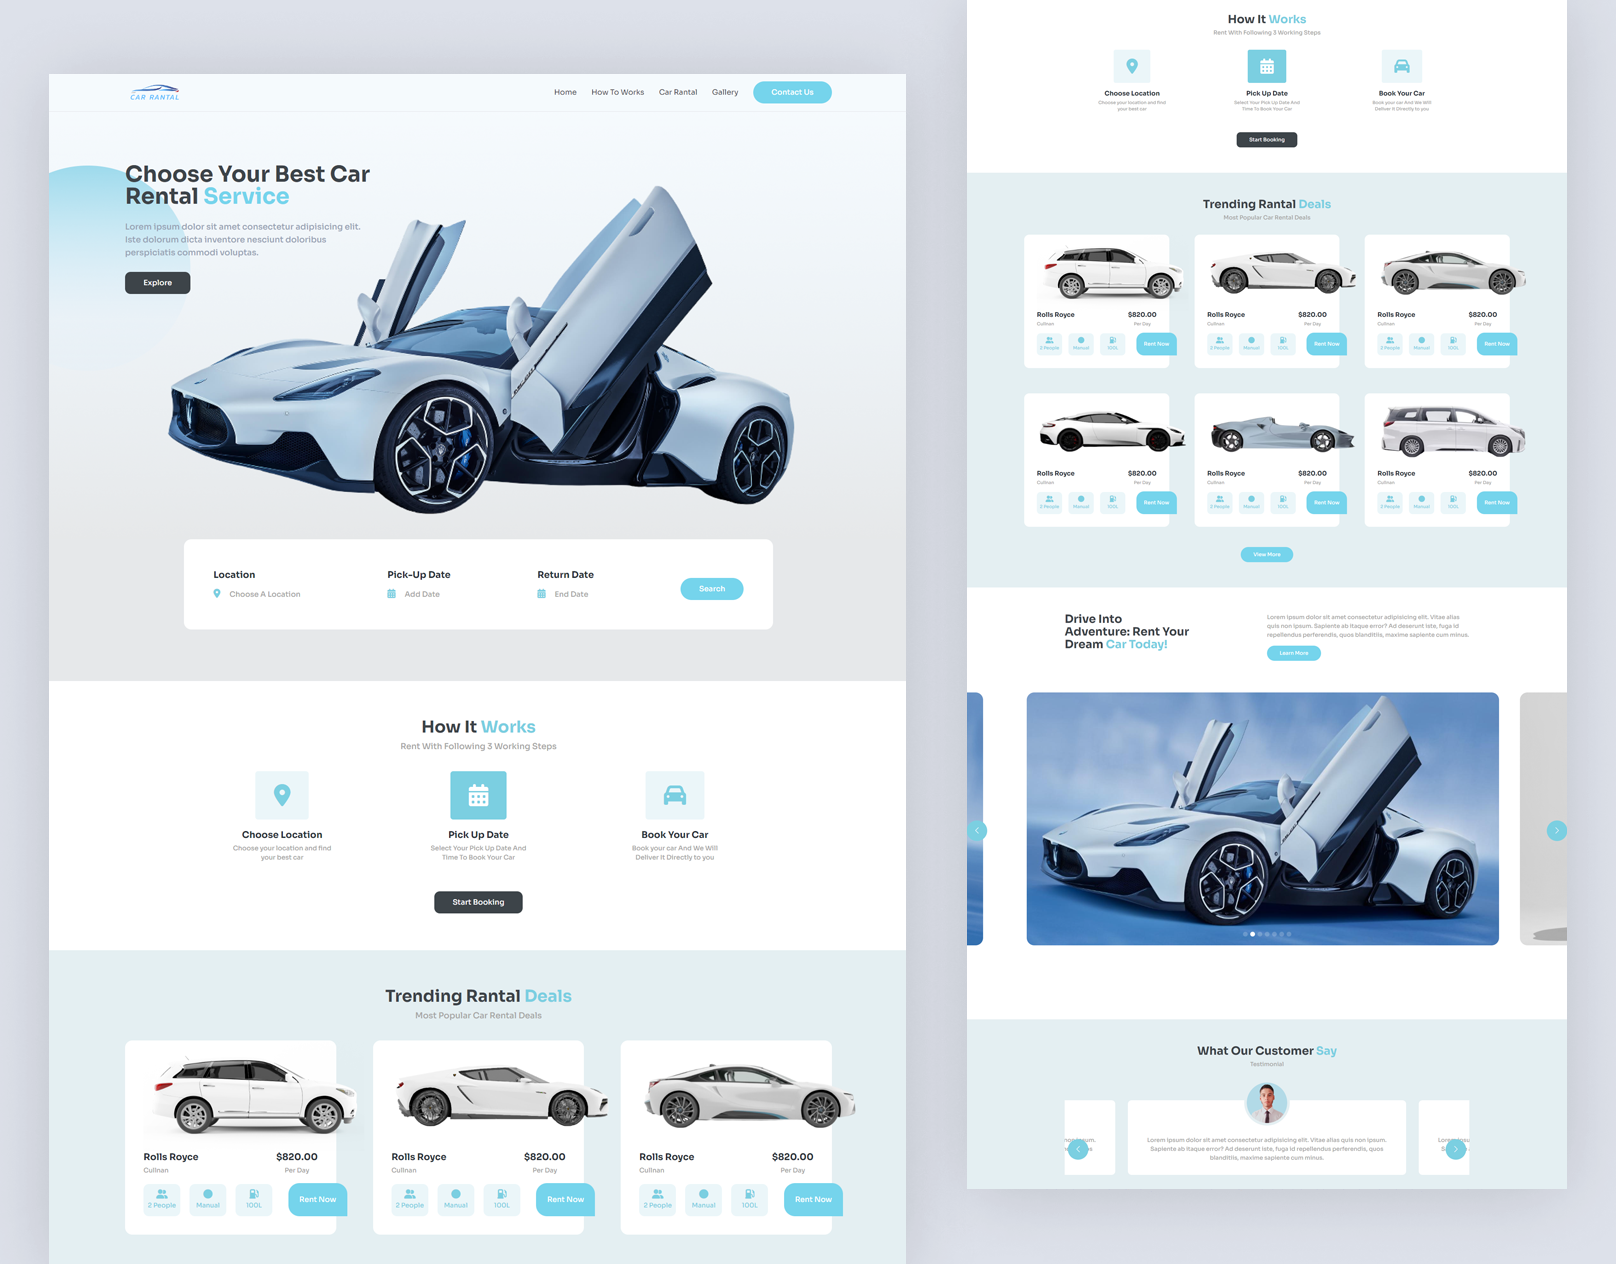 CAR RANTAL
Home
How To Works
Car Rantal
Gallery
Contact Us
Choose Your Best Car
Rental Service
Lorem ipsum dolor sit amet consectetur adipisicing elit.
Iste dolorum dicta inventore nesciunt doloribus
perspiciatis commodi voluptas.
Explore
Location
Choose A Location
Pick-Up Date
Add Date
Return Date
End Date
Search
How It Works
Rent With Following 3 Working Steps
Choose Location
Choose your location and find
your best car
Pick Up Date
Select Your Pick Up Date And
Time To Book Your Car
Book Your Car
Book your car And We Will
Deliver It Directly to you
Start Booking
Trending Rantal Deals
Most Popular Car Rental Deals
Rolls Royce
$820.00
Cullnan
Per Day
2 People
Manual
100L
Rent Now
Rolls Royce
$820.00
Cullnan
Per Day
2 People
Manual
100L
Rent Now
Rolls Royce
$820.00
Cullnan
Per Day
2 People
Manual
100L
Rent Now
How It Works
Rent With Following 3 Working Steps
Choose Location
Choose your location and find
your best car
Pick Up Date
Select Your Pick Up Date And
Time To Book Your Car
Book Your Car
Book your car And We Will
Deliver It Directly to you
Start Booking
Trending Rantal Deals
Most Popular Car Rental Deals
Rolls Royce
$820.00
Cullnan
Per Day
2 People
Manual
100L
Rent Now
Rolls Royce
$820.00
Cullnan
Per Day
2 People
Manual
100L
Rent Now
Rolls Royce
$820.00
Cullnan
Per Day
2 People
Manual
100L
Rent Now
Rolls Royce
$820.00
Cullnan
Per Day
2 People
Manual
100L
Rent Now
Rolls Royce
$820.00
Cullnan
Per Day
2 People
Manual
100L
Rent Now
Rolls Royce
$820.00
Cullnan
Per Day
2 People
Manual
100L
Rent Now
View More
Drive Into
Adventure: Rent Your
Dream Car Today!
Lorem ipsum dolor sit amet consectetur adipisicing elit. Vitae alias
quis non ipsum. Sapiente ab itaque error? Ad deserunt iste, fuga id
repellendus perferendis, quos blanditiis, maxime sapiente cum minus.
Learn More
What Our Customer Say
Testimonial
Lorem ipsum dolor sit amet consectetur adipisicing elit. Vitae alias quis non ipsum.
Sapiente ab itaque error? Ad deserunt iste, fuga id repellendus perferendis, quos
blanditiis, maxime sapiente cum minus.